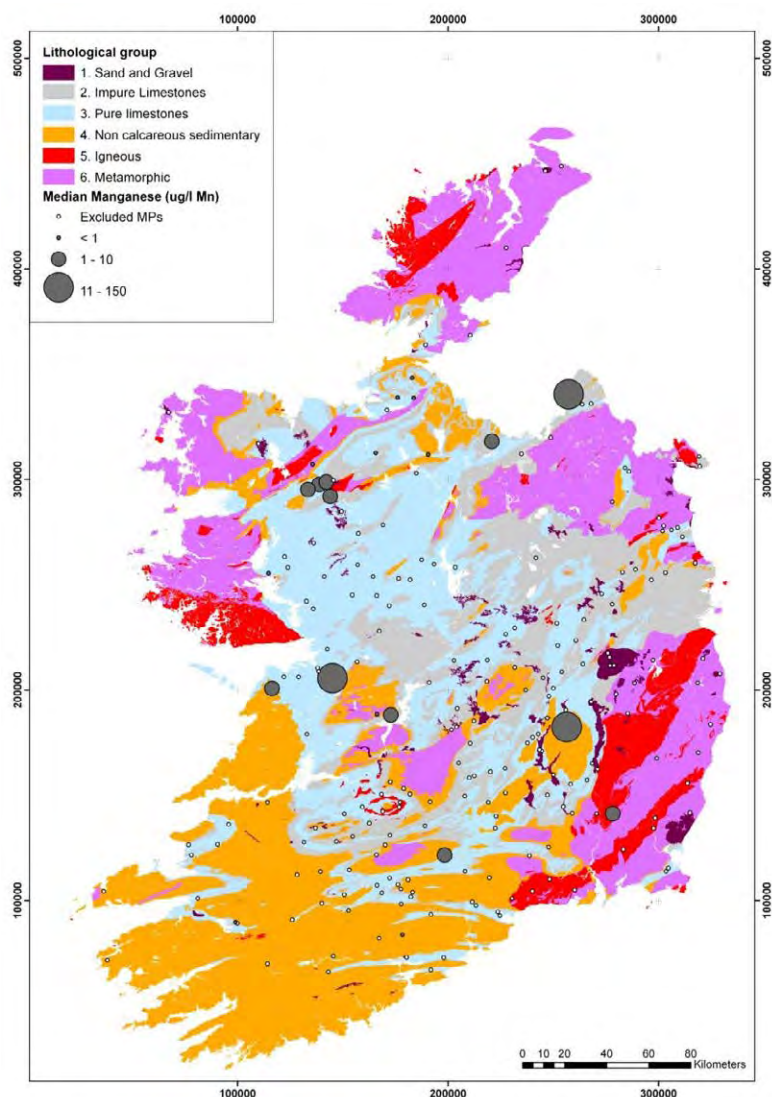 100000
200000
300000
500000
400000
300000
200000
100000
Lithological group
1. Sand and Gravel
2. Impure Limestones
3. Pure limestones
4. Non calcareous sedimentary
5. Igneous
6. Metamorphic
Median Manganese (ug/l Mn)
Excluded MPs
< 1
1 - 10
11 - 150
500000
400000
300000
200000
100000
0 10 20 40 60 80
Kilometers
100000
200000
300000